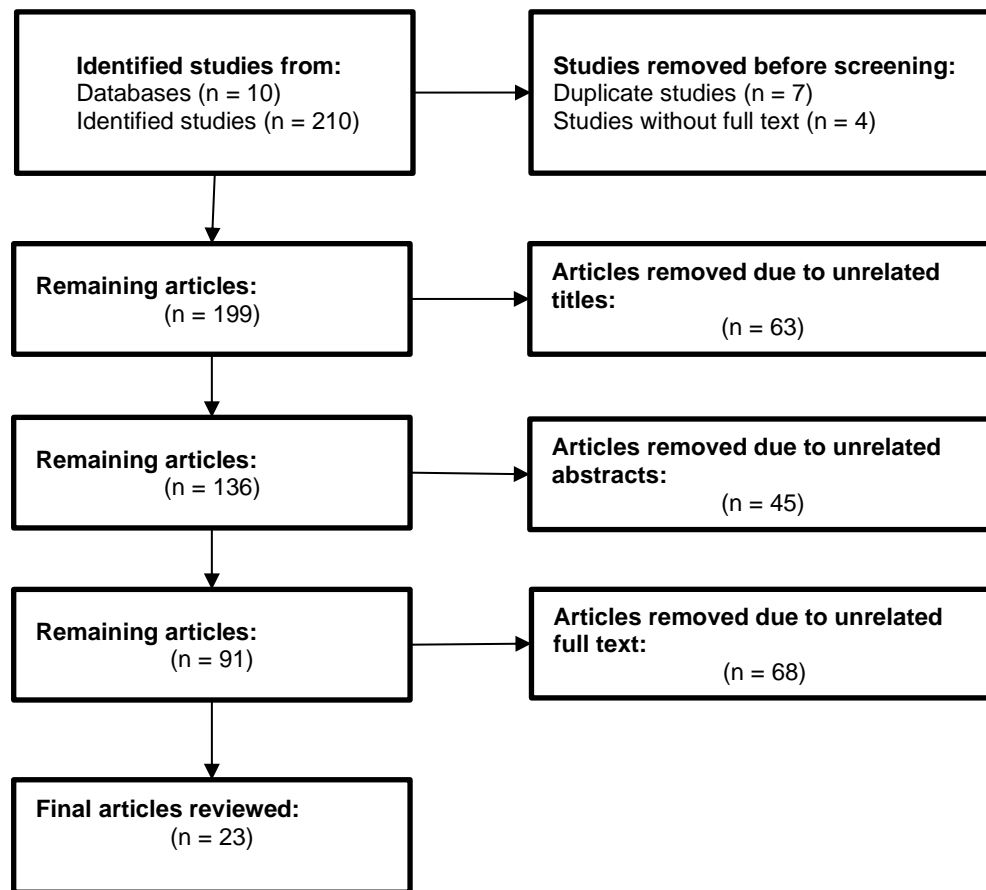 Identified studies from:
Databases (n = 10)
Identified studies (n = 210)
Studies removed before screening:
Duplicate studies (n = 7)
Studies without full text (n = 4)
Remaining articles:
(n = 199)
Articles removed due to unrelated
titles:
(n = 63)
Remaining articles:
(n = 136)
Articles removed due to unrelated
abstracts:
(n = 45)
Remaining articles:
(n = 91)
Articles removed due to unrelated
full text:
(n = 68)
Final articles reviewed:
(n = 23)